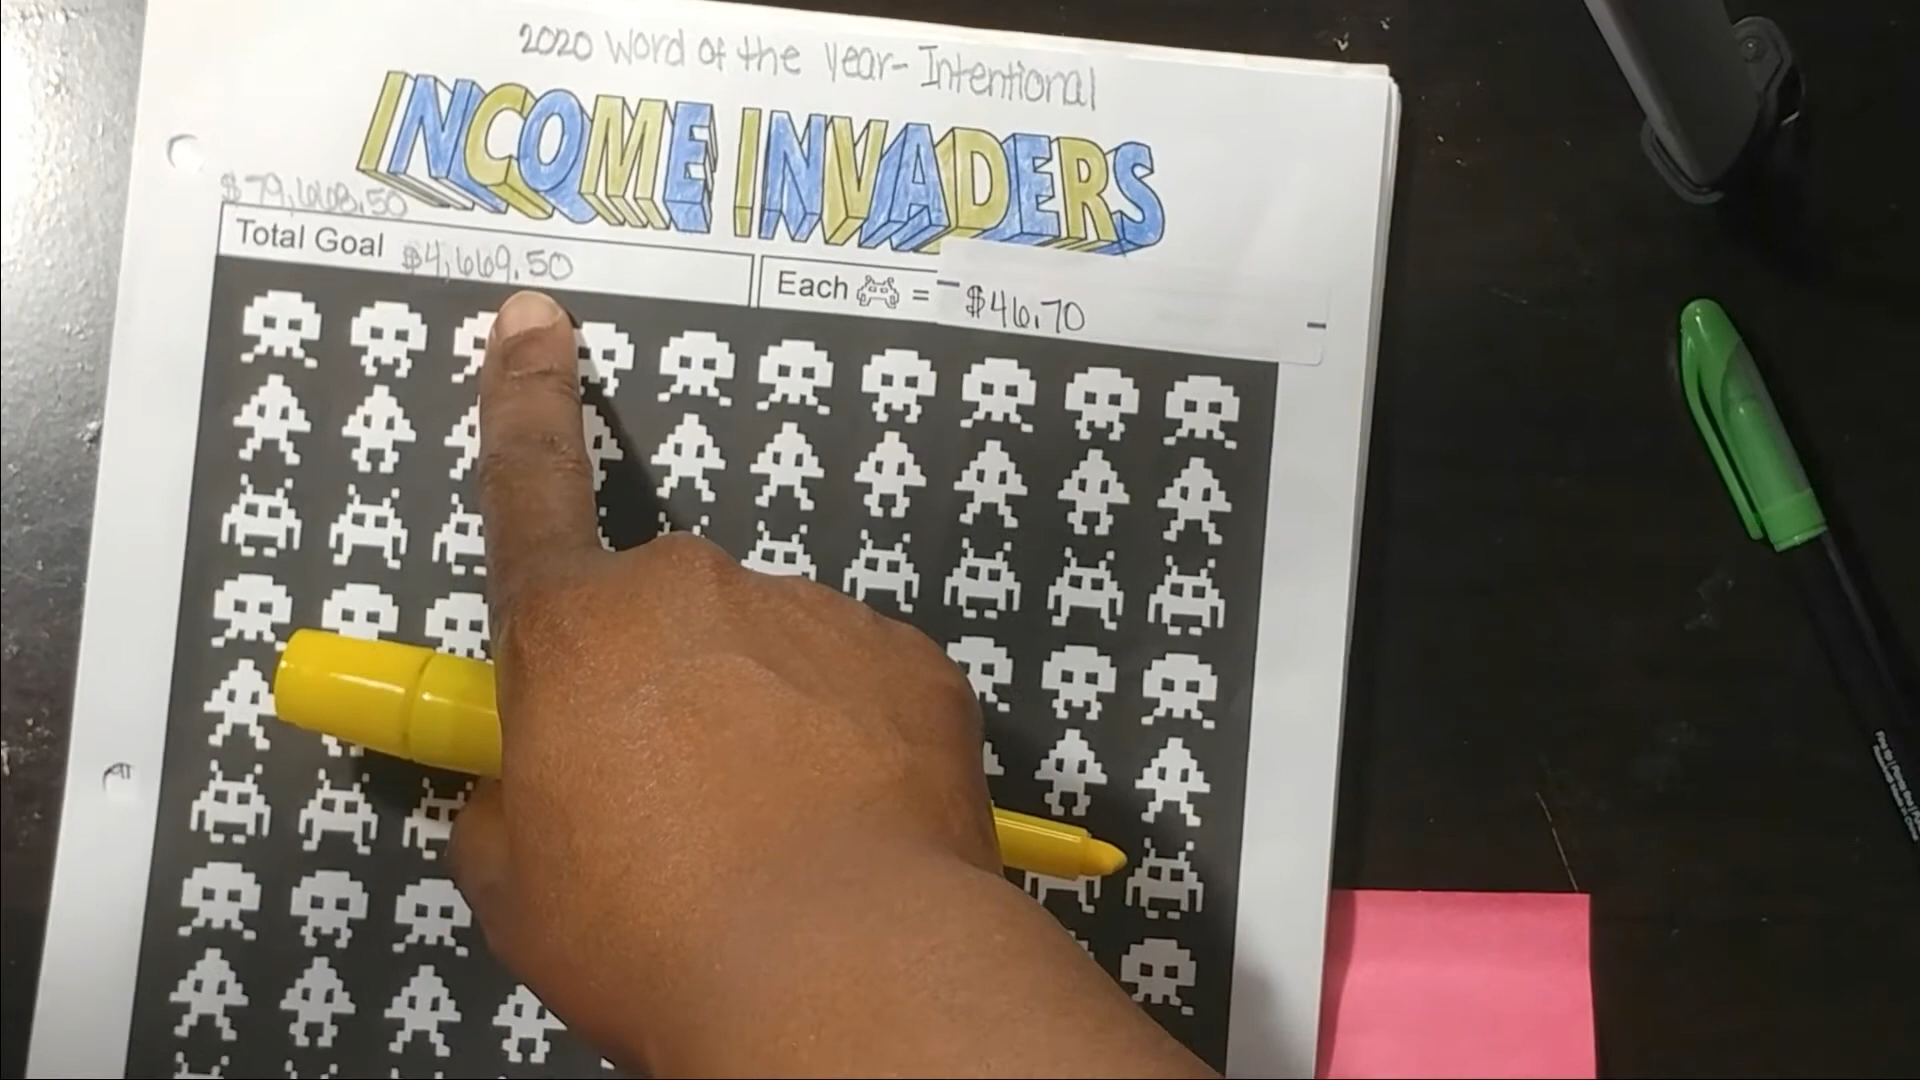 2020 Word of the Year- Intentional
INCOME INVADERS
$79,668.50
Total Goal $4,669.50
Each = $46.70